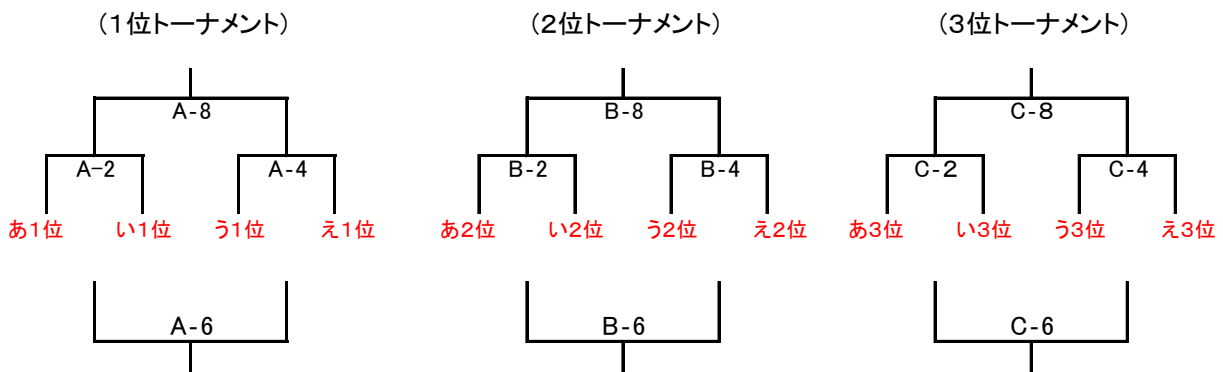 (1位トーナメント) (2位トーナメント) (3位トーナメント)
A-8 B-8 C-8
A-2 A-4 B-2 B-4 C-2 C-4
あ1位 い1位 う1位 え1位 あ2位 い2位 う2位 え2位 あ3位 い3位 う3位 え3位
A-6 B-6 C-6